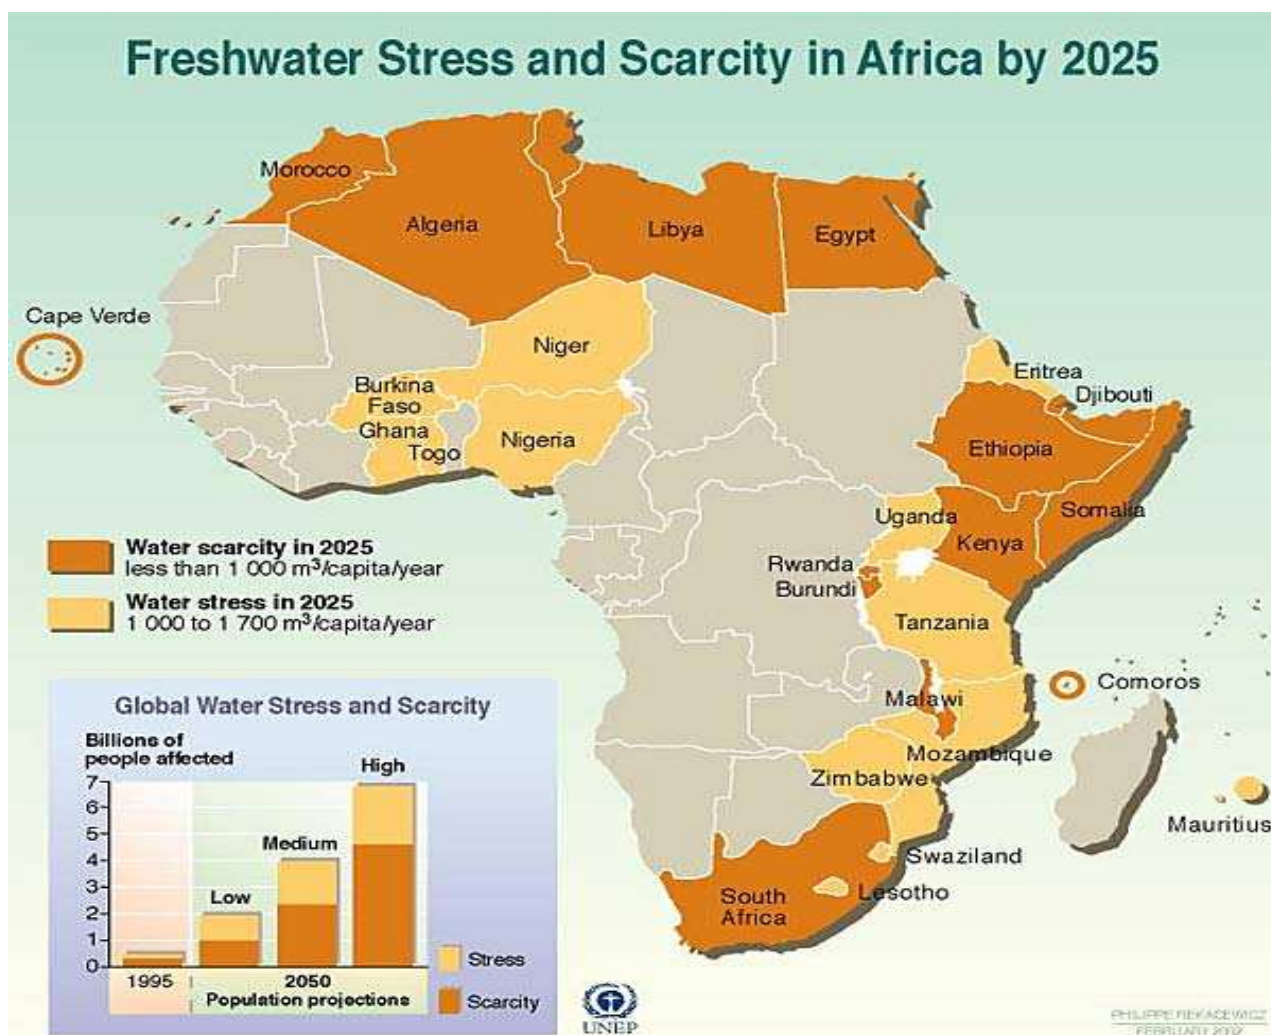 Freshwater Stress and Scarcity in Africa by 2025
Morocco
Algeria
Libya
Egypt
Cape Verde
Niger
Burkina
Faso
Ghana
Togo
Nigeria
Eritrea
Djibouti
Ethiopia
Somalia
Uganda
Kenya
Rwanda
Burundi
Tanzania
Malawi
Comoros
Mozambique
Zimbabwe
Mauritius
Swaziland
Lesotho
South
Africa
Water scarcity in 2025
less than 1 000 m³/capita/year
Water stress in 2025
1 000 to 1 700 m³/capita/year
Global Water Stress and Scarcity
Billions of
people affected
7
6
5
4
3
2
1
0
Low
Medium
High
1995
2050
Population projections
Stress
Scarcity
UNEP
PHILIPPE REKACEWICZ
FEBRUARY 2002